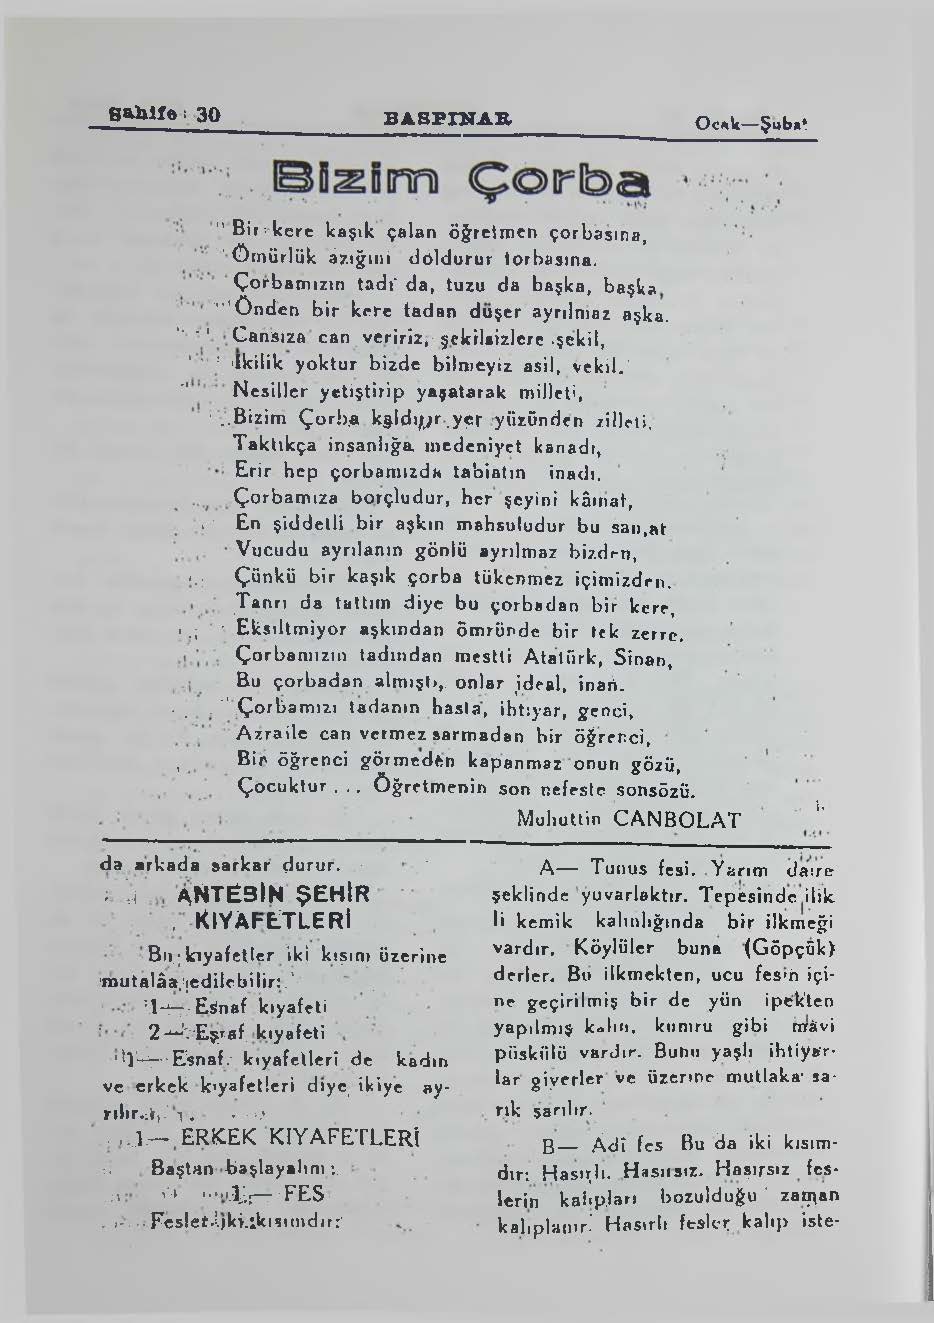 Sahife: 30
BASPINAR
Ocak—Şubat
Bizim Çorba
Bir kere kaşık çalan öğretmen çorbasına,
Ömürlük azığını doldurur torbasına.
Çorbamızın tadı da, tuzu da başka, başka,
Önden bir kere tadan düşer ayrılmaz aşka.
Cansıza can veririz, şekilsizlere şekil,
İkilik yoktur bizde bilmeyiz asil, vekil.
Nesiller yetiştirip yaşatarak milleti,
Bizim Çorba kaldırır yer yüzünden zilleti,
Taktıkça insanlığa medeniyet kanadı,
Erir hep çorbamızda tabiatın inadı.
Çorbamıza borçludur, her şeyini kâinat,
En şiddetli bir aşkın mahsuludur bu san,at
Vucudu ayrılanın gönlü ayrılmaz bizden,
Çünkü bir kaşık çorba tükenmez içimizden.
Tanrı da tattım diye bu çorbadan bir kere,
Eksiltmiyor aşkından ömründe bir tek zerre.
Çorbamızın tadından mestti Atatürk, Sinan,
Bu çorbadan almıştı, onlar ideal, inan.
Çorbamızı tadanın hasta, ihtiyar, genci,
Azraile can vermez sarmadan bir öğrenci,
Bir öğrenci görmeden kapanmaz onun gözü,
Çocuktur ... Öğretmenin son nefeste sonsözü.
Muhuttin CANBOLAT
da arkada sarkar durur.
ANTEBİN ŞEHİR
KIYAFETLERİ
Bu kıyafetler iki kısım üzerine
mutalâa edilebilir:
1— Esnaf kıyafeti
2— Eşraf kıyafeti
1— Esnaf kıyafetleri de kadın
ve erkek kıyafetleri diye ikiye ay-
rılır.
1— ERKEK KIYAFETLERİ
Baştan başlayalım:
1— FES
Fesler iki kısımdır:
A— Tunus fesi. Yarım daire
şeklinde yuvarlaktır. Tepesinde ilik
li kemik kalınlığında bir ilkmeği
vardır. Köylüler buna (Göpçük)
derler. Bu ilkmekten, ucu fesin içi-
ne geçirilmiş bir de yün ipekten
yapılmış kalın, kumru gibi mavi
püskülü vardır. Bunu yaşlı ihtiyar-
lar giyerler ve üzerine mutlaka sa-
rık sarılır.
B— Adî fes Bu da iki kısım-
dır: Hasırlı. Hasırsız. Hasırsız fes-
lerin kalıpları bozulduğu zaman
kalıplanır. Hasırlı fesler kalıp iste-